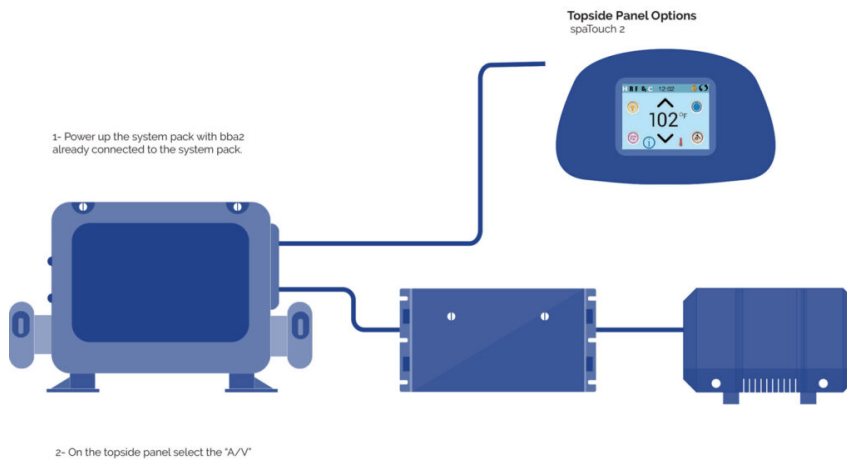 Topside Panel Options
spaTouch 2
12:02
102°F
1- Power up the system pack with bba2
already connected to the system pack.
2- On the topside panel select the "A/V"